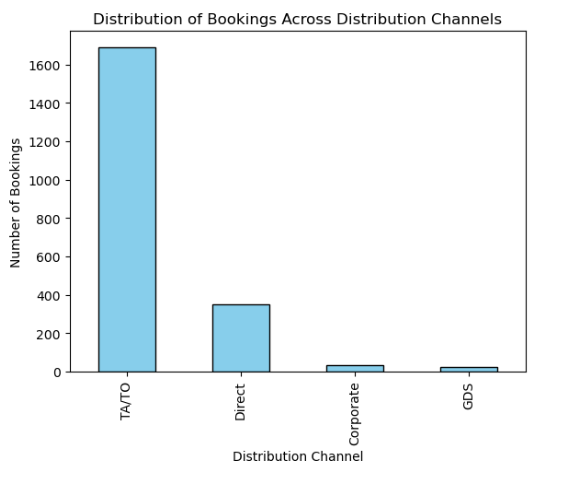 Distribution of Bookings Across Distribution Channels
Number of Bookings
1600
1400
1200
1000
800
600
400
200
0
TA/TO
Direct
Corporate
GDS
Distribution Channel